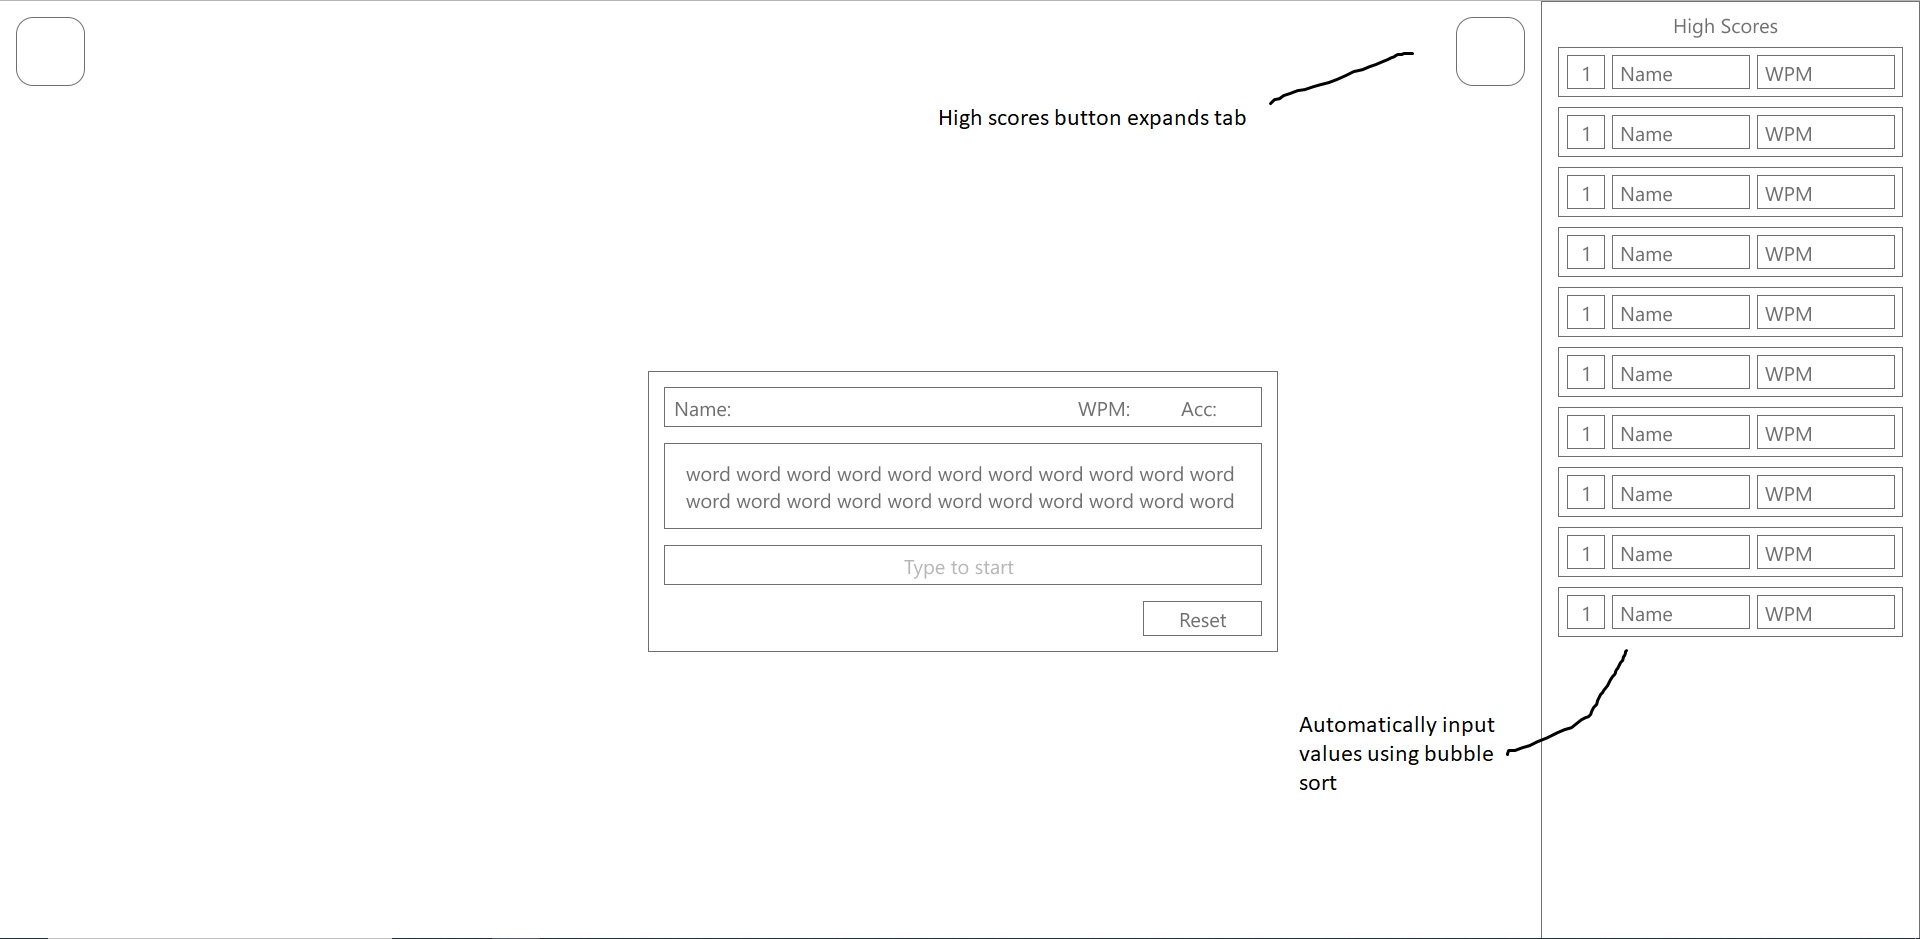 High Scores
1 Name WPM
1 Name WPM
1 Name WPM
1 Name WPM
1 Name WPM
1 Name WPM
1 Name WPM
1 Name WPM
1 Name WPM
1 Name WPM
High scores button expands tab
Name: WPM: Acc:
word word word word word word word word word word word
word word word word word word word word word word word
Type to start
Reset
Automatically input
values using bubble
sort